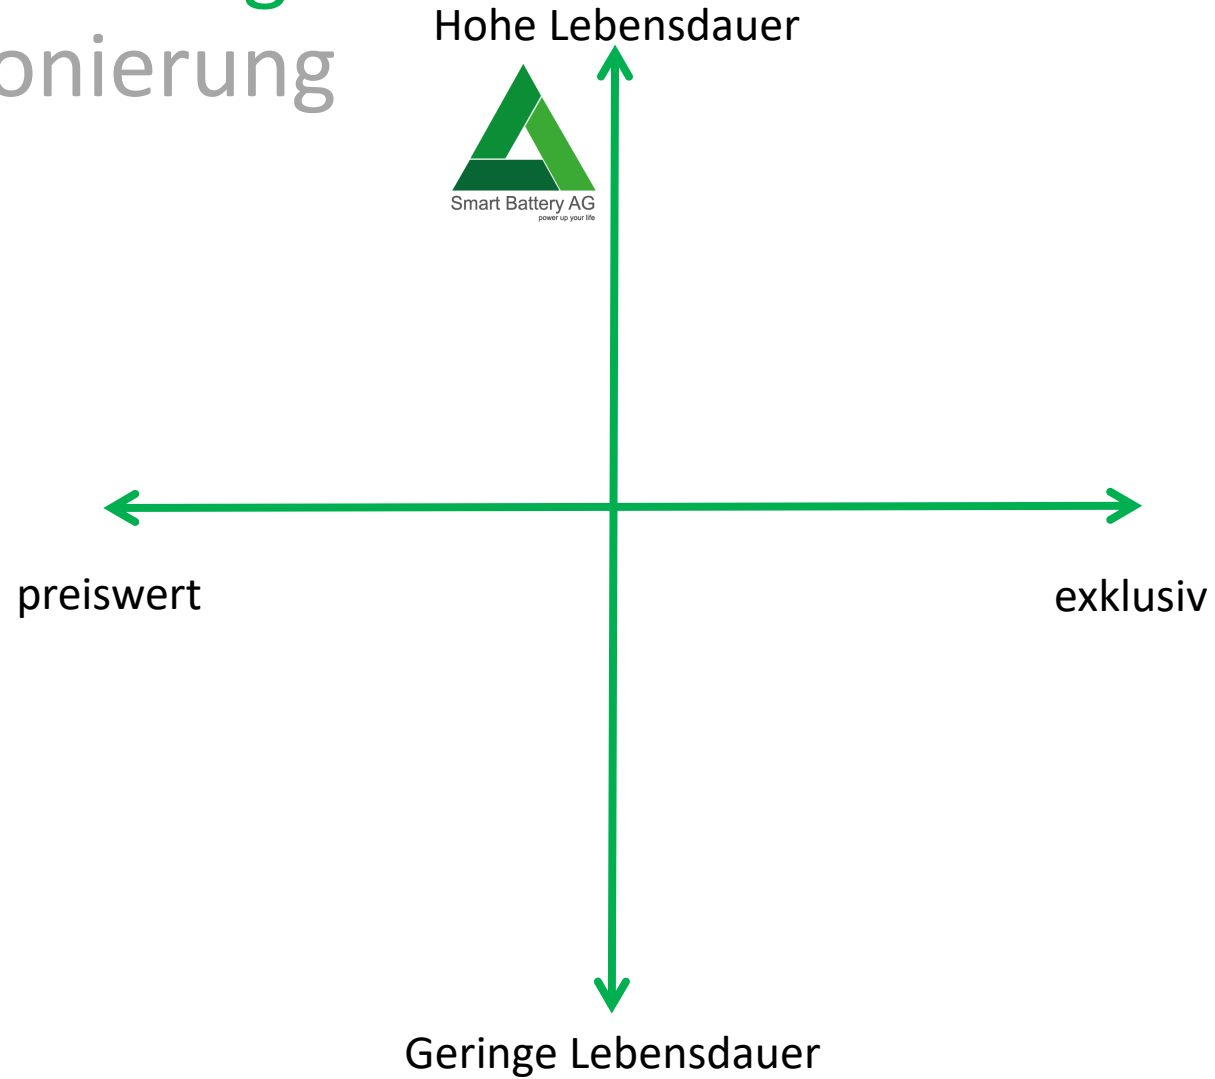 onierung
Hohe Lebensdauer
Smart Battery AG
power up your life
preiswert
exklusiv
Geringe Lebensdauer